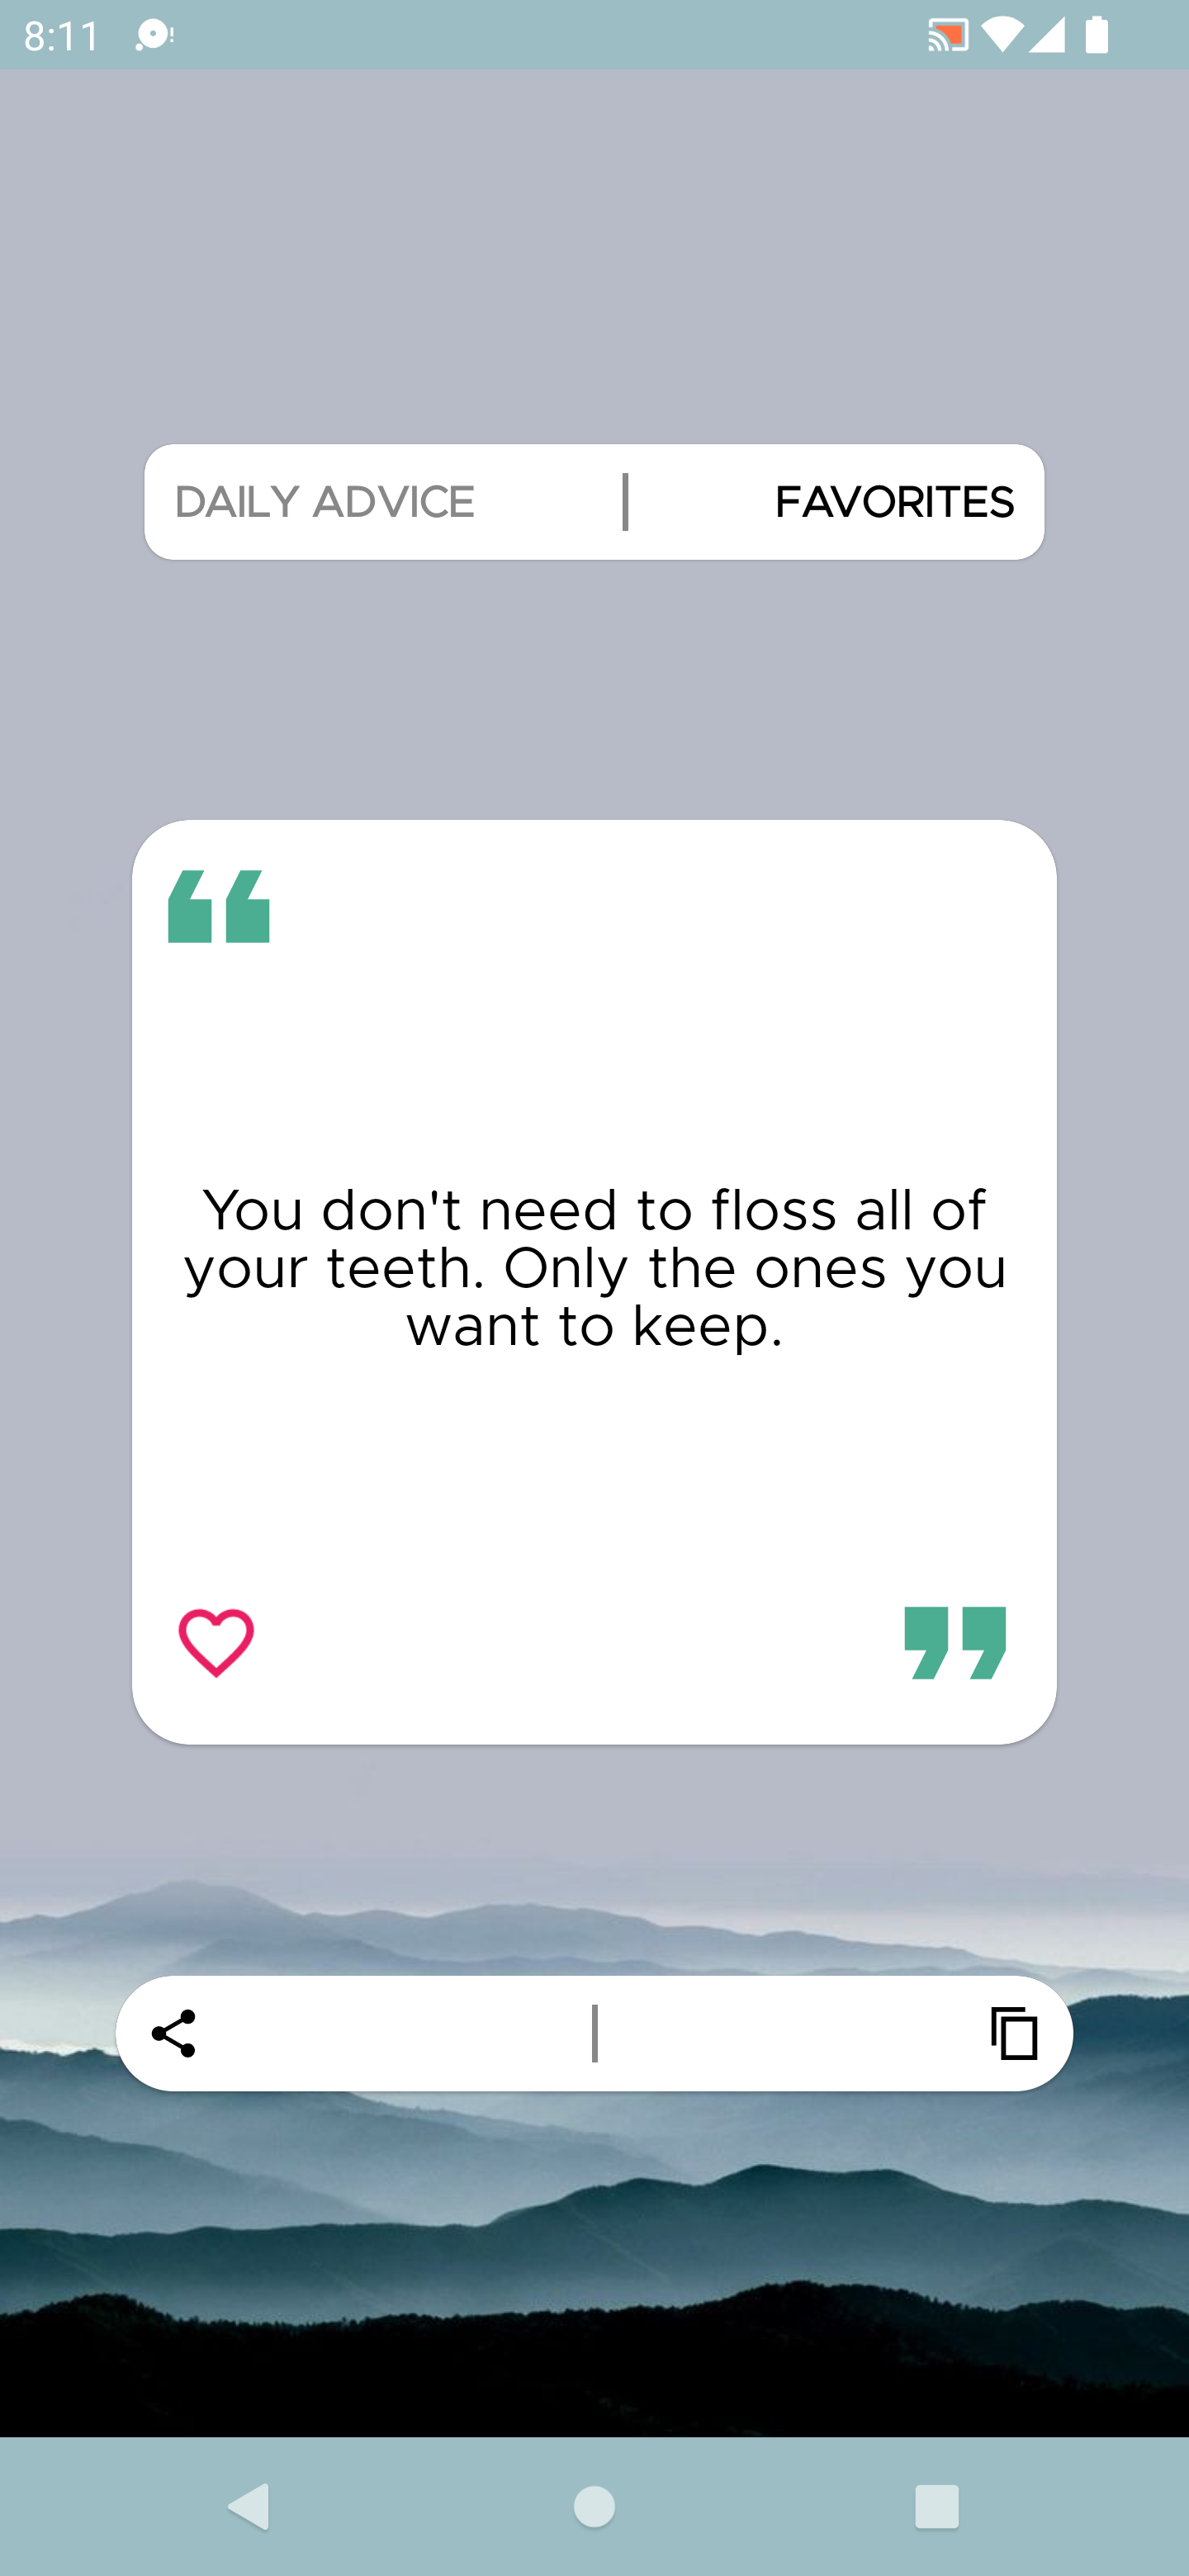 8:11
DAILY ADVICE
FAVORITES
You don't need to floss all of
your teeth. Only the ones you
want to keep.